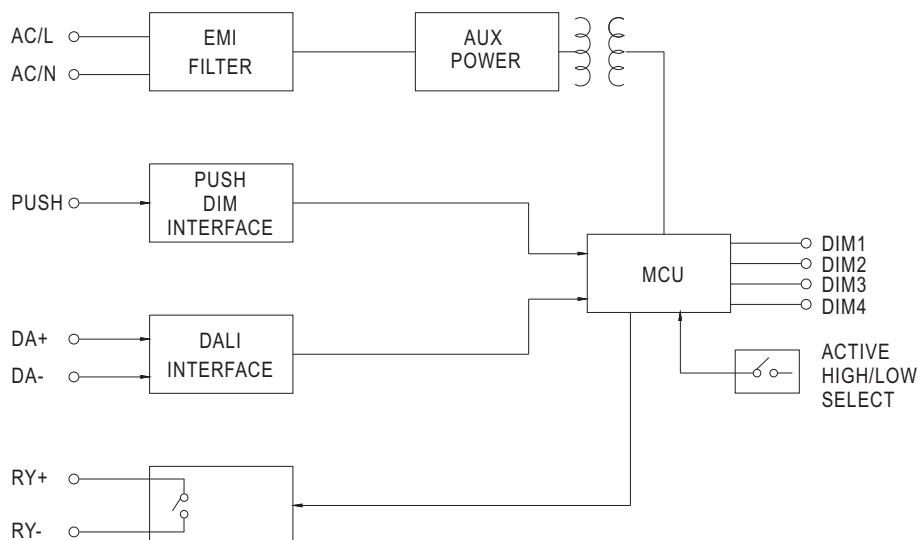 AC/L
AC/N
EMI
FILTER
AUX
POWER
PUSH
PUSH
DIM
INTERFACE
MCU
DIM1
DIM2
DIM3
DIM4
DA+
DA-
DALI
INTERFACE
ACTIVE
HIGH/LOW
SELECT
RY+
RY-